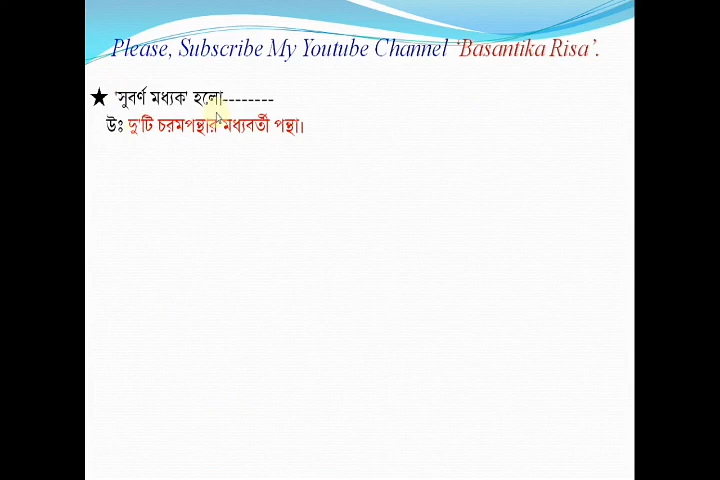 Please, Subscribe My Youtube Channel ‘Basantika Risa’.
★ 'সুবর্ণ মধ্যক' হলো--------
উঃ দু'টি চরমপন্থার মধ্যবর্তী পন্থা।